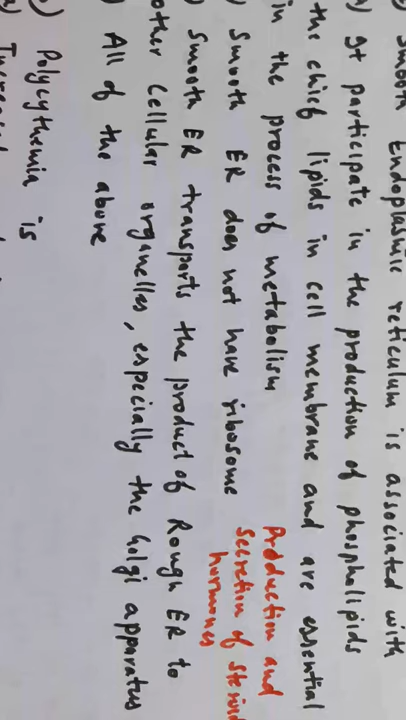 Smooth Endoplasmic reticulum is associated with
It participate in the production of phospholipids
the chief lipids in cell membrane and are essential
in the process of metabolism
Smooth ER does not have ribosome
Production and
Secretion of
hormones
Smooth ER transports the product of Rough ER to
other cellular organelles, especially the Golgi apparatus
All of the above
Polycythemia is